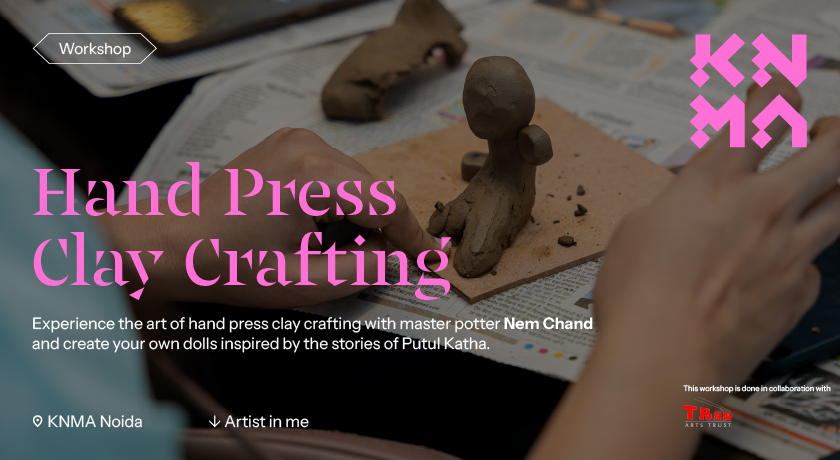 Workshop
KN
MA
Hand Press
Clay Crafting
Experience the art of hand press clay crafting with master potter Nem Chand
and create your own dolls inspired by the stories of Putul Katha.
KNMA Noida
Artist in me
This workshop is done in collaboration with
ARTS TRUST